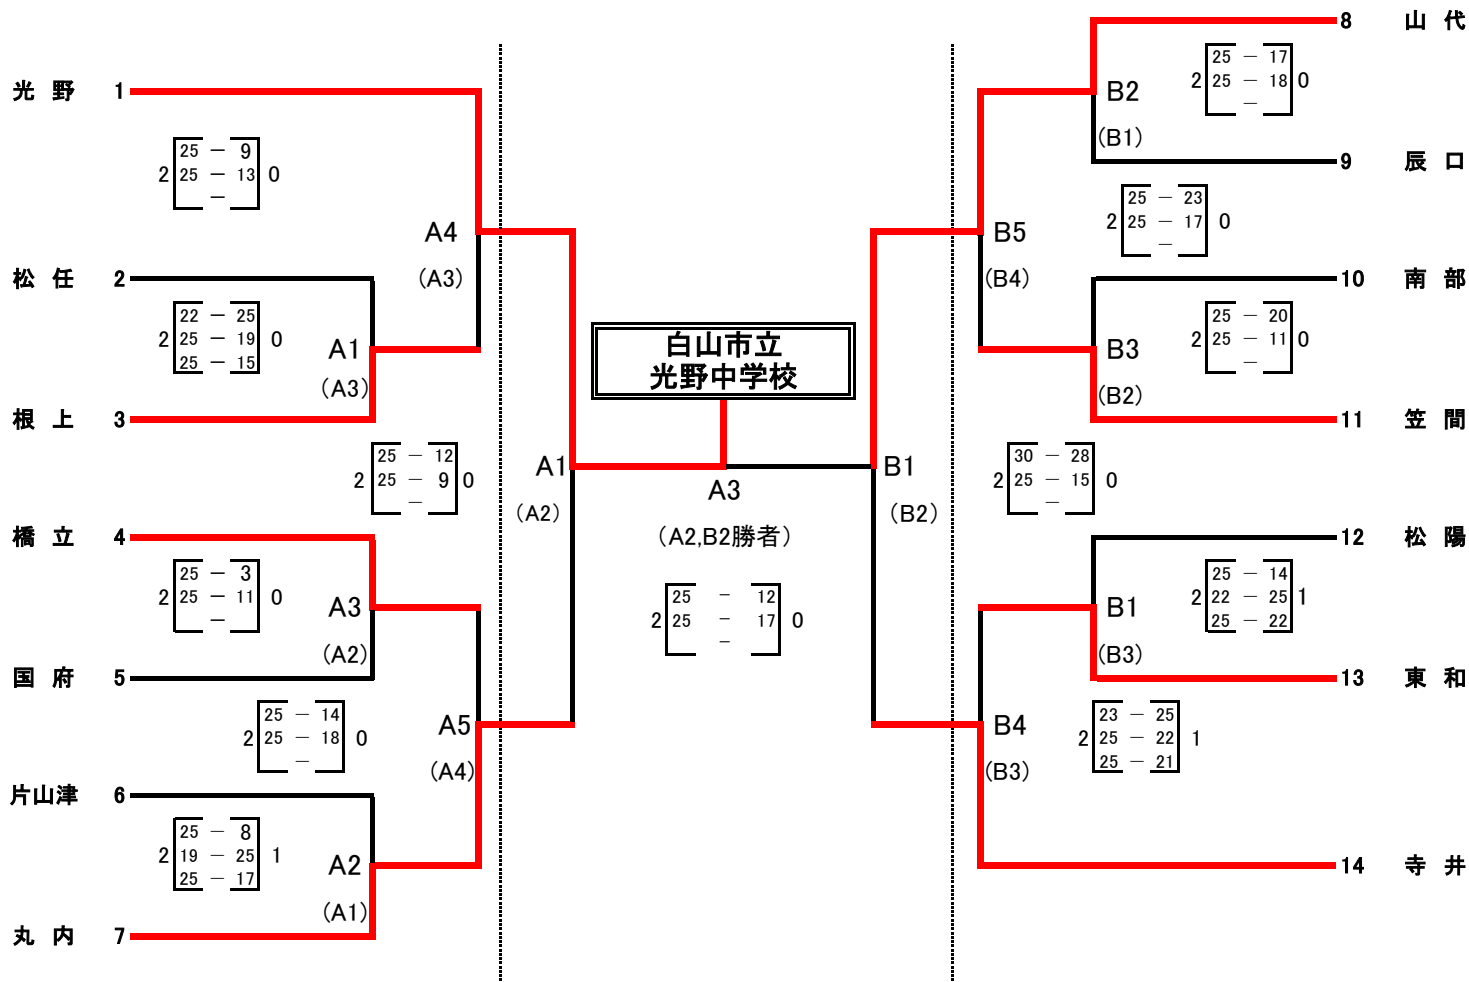 光 野 1
2 25 － 9 0
25 － 13
－
松 任 2
2 22 － 25 0
25 － 19
25 － 15
A1
(A3)
根 上 3
A4
(A3)
2 25 － 12 0
25 － 9
－
橋 立 4
2 25 － 3 0
25 － 11
－
A3
(A2)
国 府 5
2 25 － 14 0
25 － 18
－
A5
(A4)
片山津 6
2 25 － 8 1
19 － 25
25 － 17
A2
(A1)
丸 内 7
A1
(A2)
白山市立
光野中学校
A3
(A2,B2勝者)
2 25 － 12 0
25 － 17
－
B1
(B2)
8 山 代
2 25 － 17 0
25 － 18
－
B2
(B1)
9 辰 口
2 25 － 23 0
25 － 17
－
B5
(B4)
10 南 部
2 25 － 20 0
25 － 11
－
B3
(B2)
11 笠 間
2 30 － 28 0
25 － 15
－
12 松 陽
2 25 － 14 1
22 － 25
25 － 22
B1
(B3)
13 東 和
2 23 － 25 1
25 － 22
25 － 21
B4
(B3)
14 寺 井